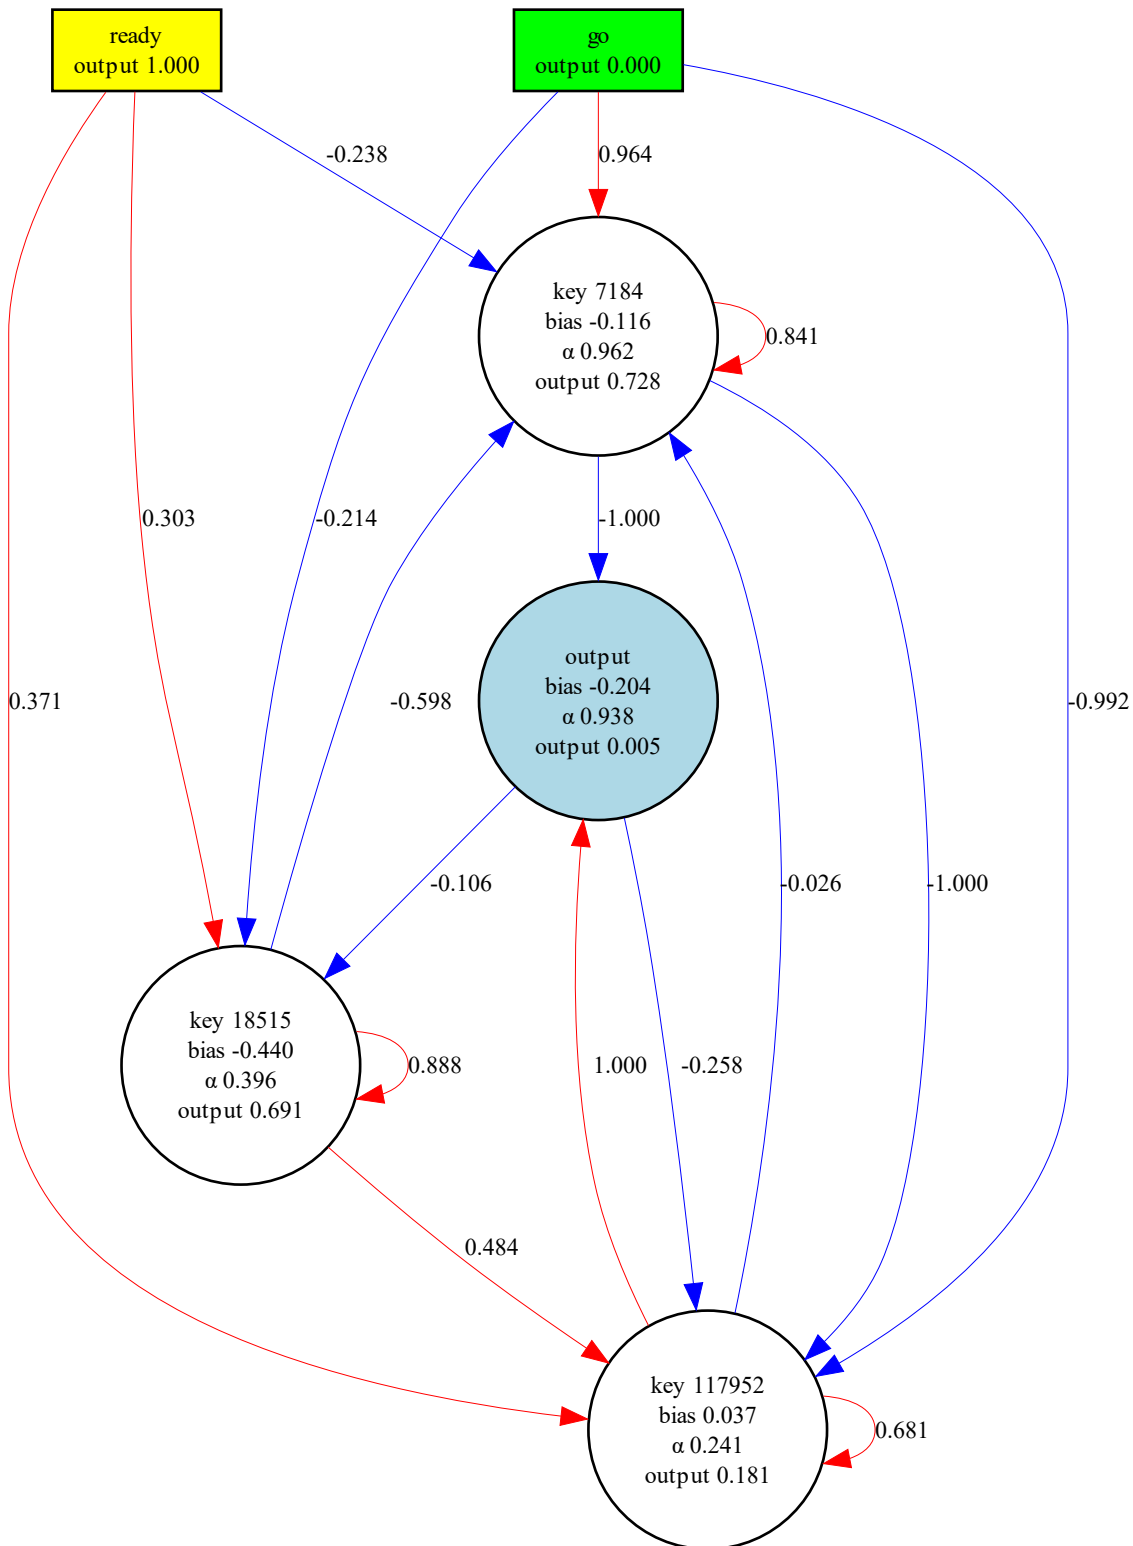 ready
output 1.000
go
output 0.000
-0.238
0.964
key 7184
bias -0.116
α 0.962
output 0.728
0.841
0.303
-0.214
-1.000
output
bias -0.204
α 0.938
output 0.005
0.371
-0.598
-0.992
-0.106
-0.026
-1.000
key 18515
bias -0.440
α 0.396
output 0.691
0.888
1.000
-0.258
0.484
key 117952
bias 0.037
α 0.241
output 0.181
0.681